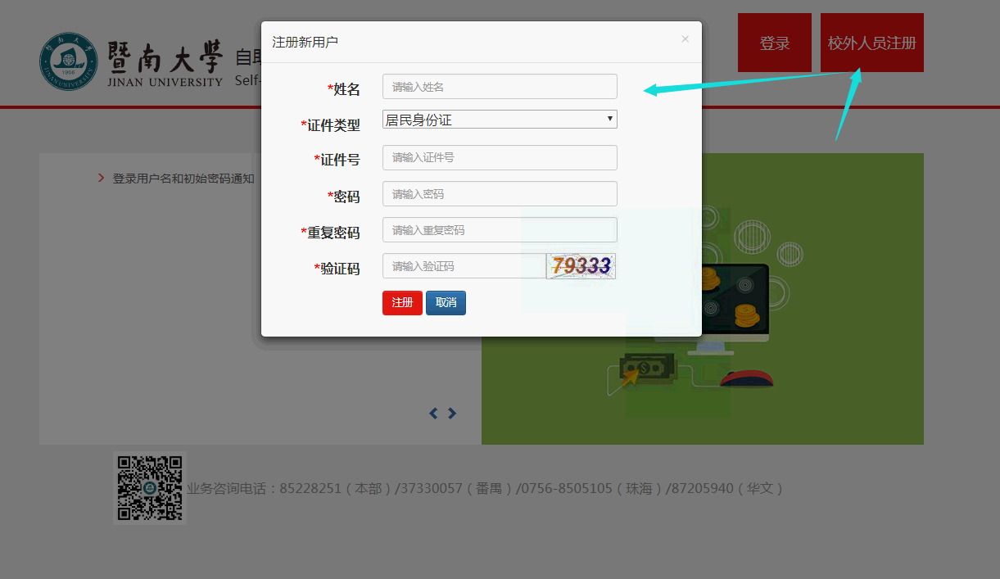 暨南大学
JINAN UNIVERSITY
自助
Self-
登录
校外人员注册
注册新用户
×
*姓名
请输入姓名
*证件类型
居民身份证
*证件号
请输入证件号
*密码
请输入密码
*重复密码
请输入重复密码
*验证码
请输入验证码
79333
注册
取消
登录用户名和初始密码通知
业务咨询电话：85228251（本部）/37330057（番禺）/0756-8505105（珠海）/87205940（华文）